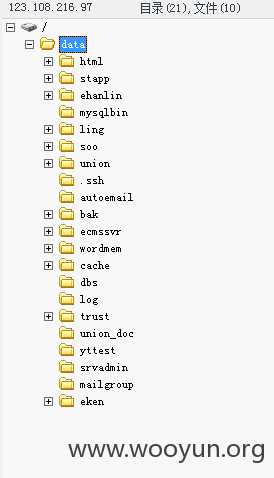 123.108.216.97 目录(21),文件(10)
/
data
html
stapp
ehanlin
mysqlbin
ling
soo
union
.ssh
autoemail
bak
ecmssvr
wordmem
cache
dbs
log
trust
union_doc
yttest
srvadmin
mailgroup
eken
www.wooyun.org